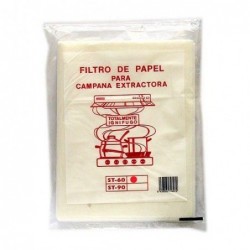 FILTRO DE PAPEL
PARA
CAMPANA EXTRACTORA
TOTALMENTE
IGNIFUGO
ST-60
ST-90